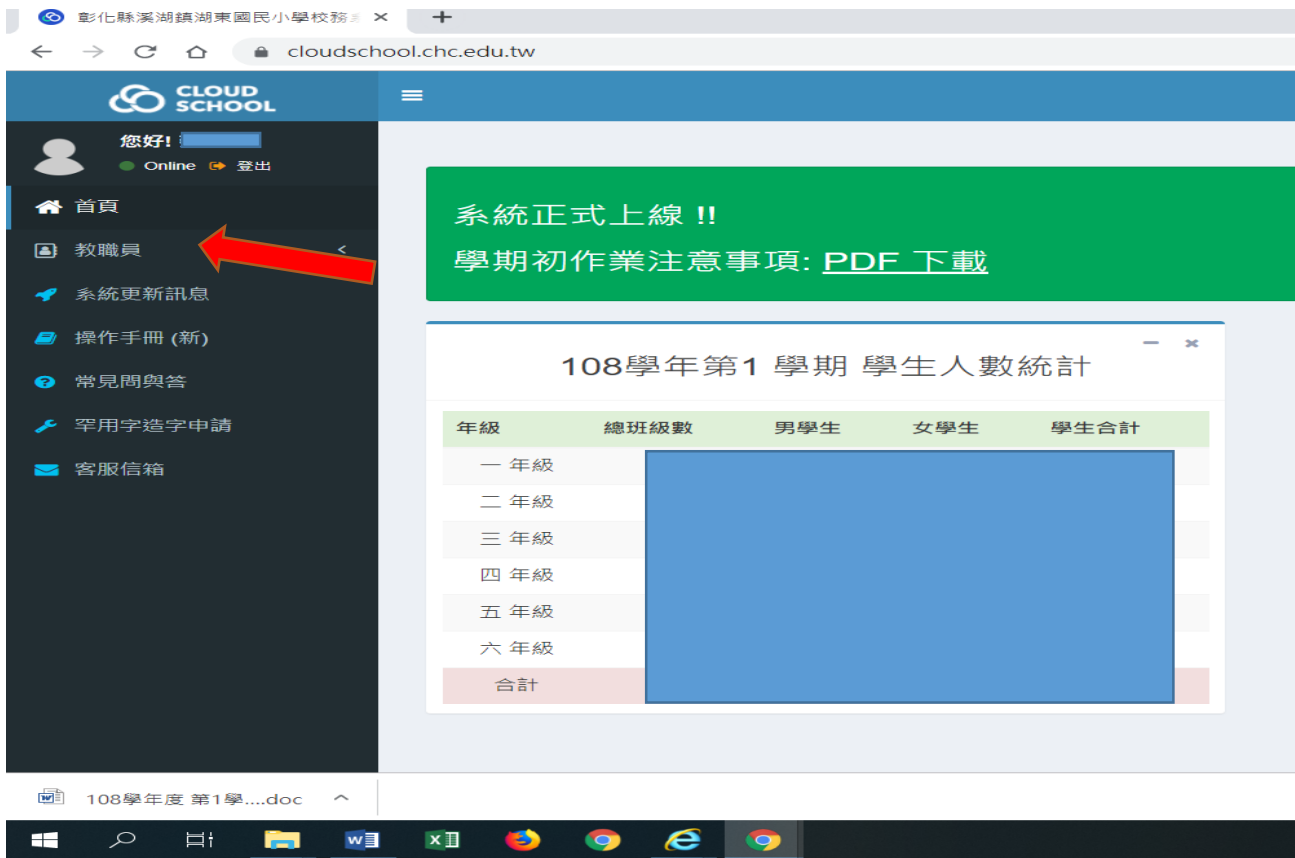 彰化縣溪湖鎮湖東國民小學校務
cloudschool.chc.edu.tw
CLOUD
SCHOOL
您好!
Online 登出
首頁
教職員
系統更新訊息
操作手冊 (新)
常見問與答
罕用字造字申請
客服信箱
系統正式上線 !!
學期初作業注意事項: PDF 下載
108學年第1 學期 學生人數統計
年級 總班級數 男學生 女學生 學生合計
一 年級
二 年級
三 年級
四 年級
五 年級
六 年級
合計
108學年度 第1學....doc